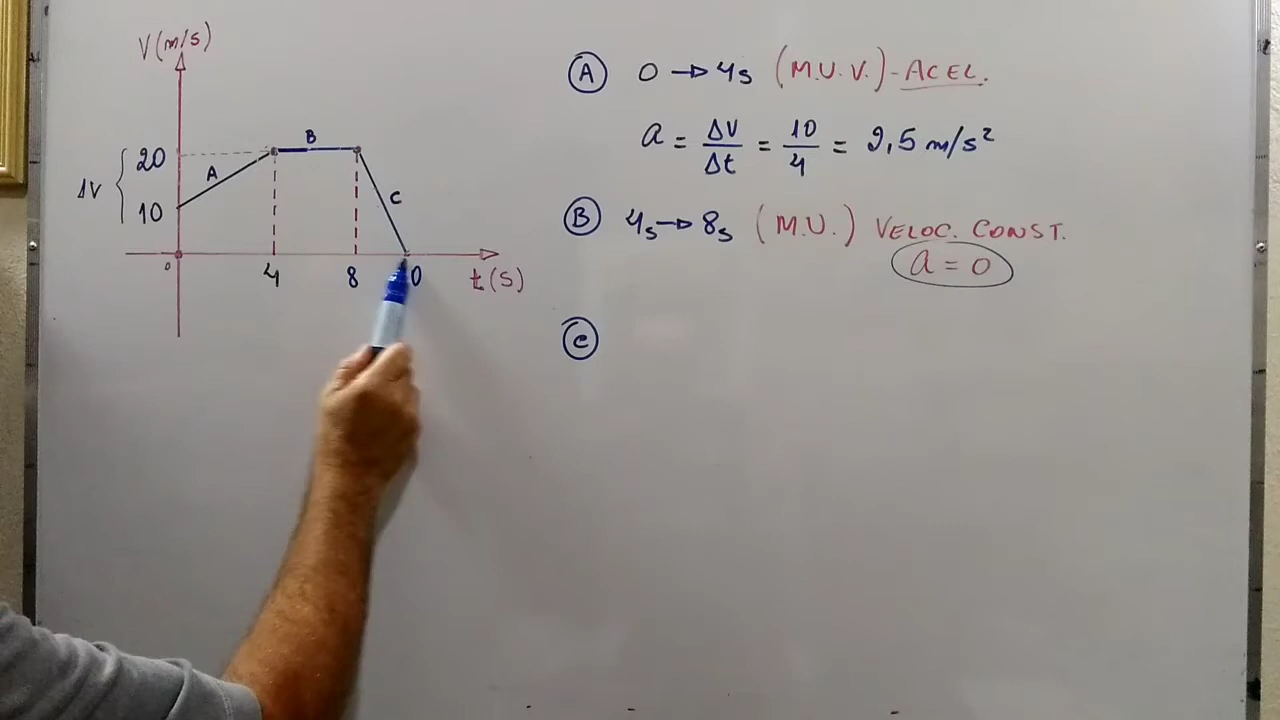 V(m/s)
20
10
ΔV
A
B
C
0
4
8
0
t(s)
A 0 → 4s (M.U.V.) - ACEL.
a = ΔV/Δt = 10/4 = 2,5 m/s²
B 4s → 8s (M.U.) VELOC. CONST.
a = 0
C